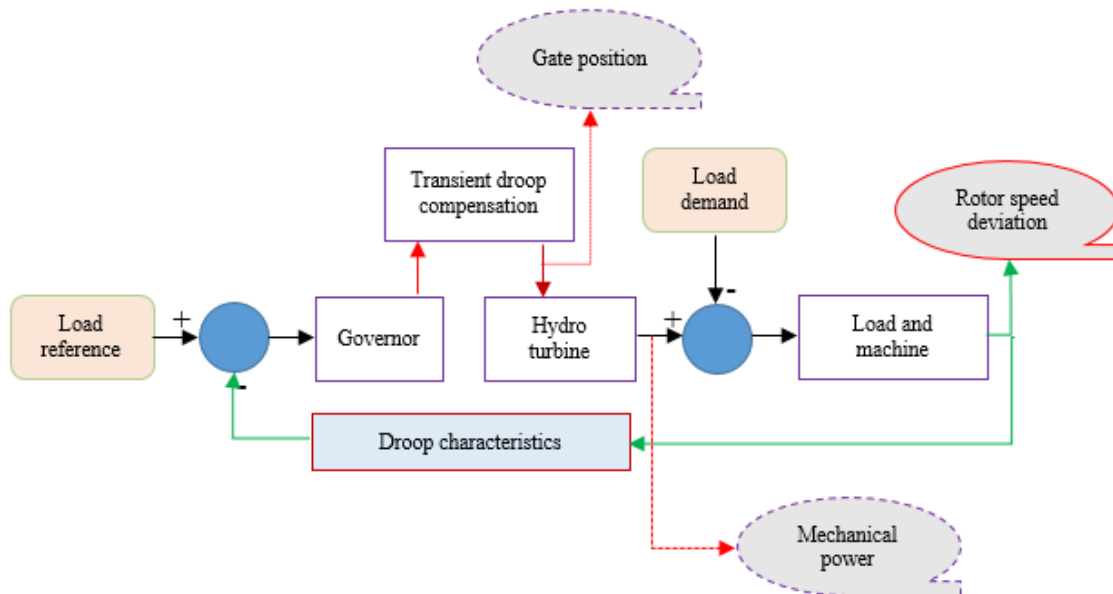 Gate position
Transient droop
compensation
Load
demand
Rotor speed
deviation
Load
reference
+
-
Governor
Hydro
turbine
+
-
Load and
machine
Droop characteristics
Mechanical
power